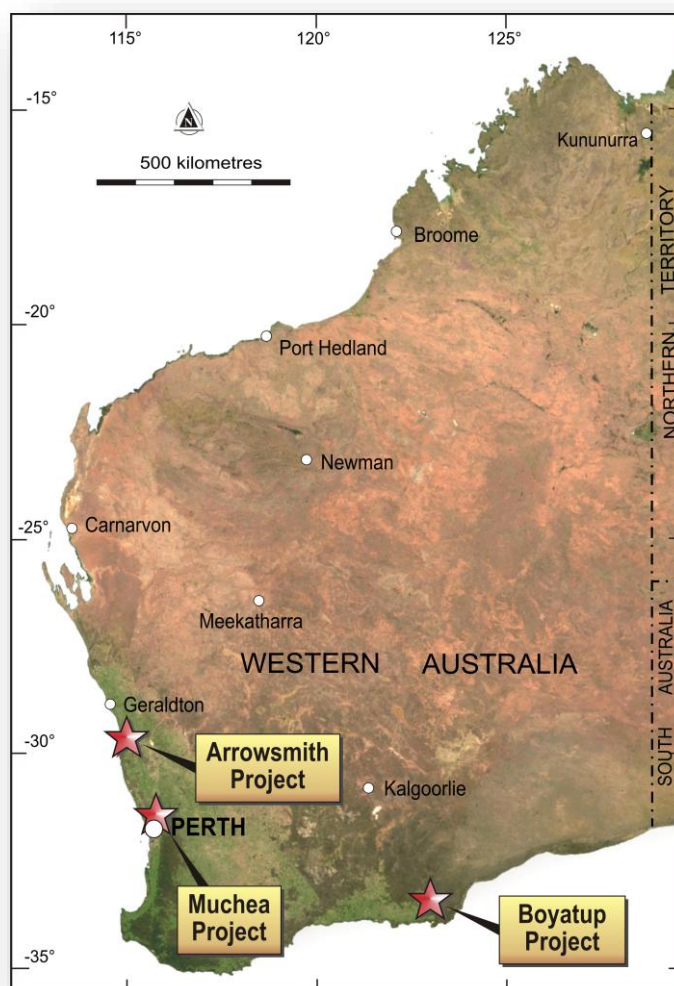 115°
120°
125°
-15°
N
500 kilometres
Kununurra
Broome
-20°
Port Hedland
NORTHERN TERRITORY
Newman
-25°
Carnarvon
Meekatharra
WESTERN AUSTRALIA
SOUTH AUSTRALIA
Geraldton
-30°
Arrowsmith
Project
Kalgoorlie
PERTH
Muchea
Project
Boyatup
Project
-35°